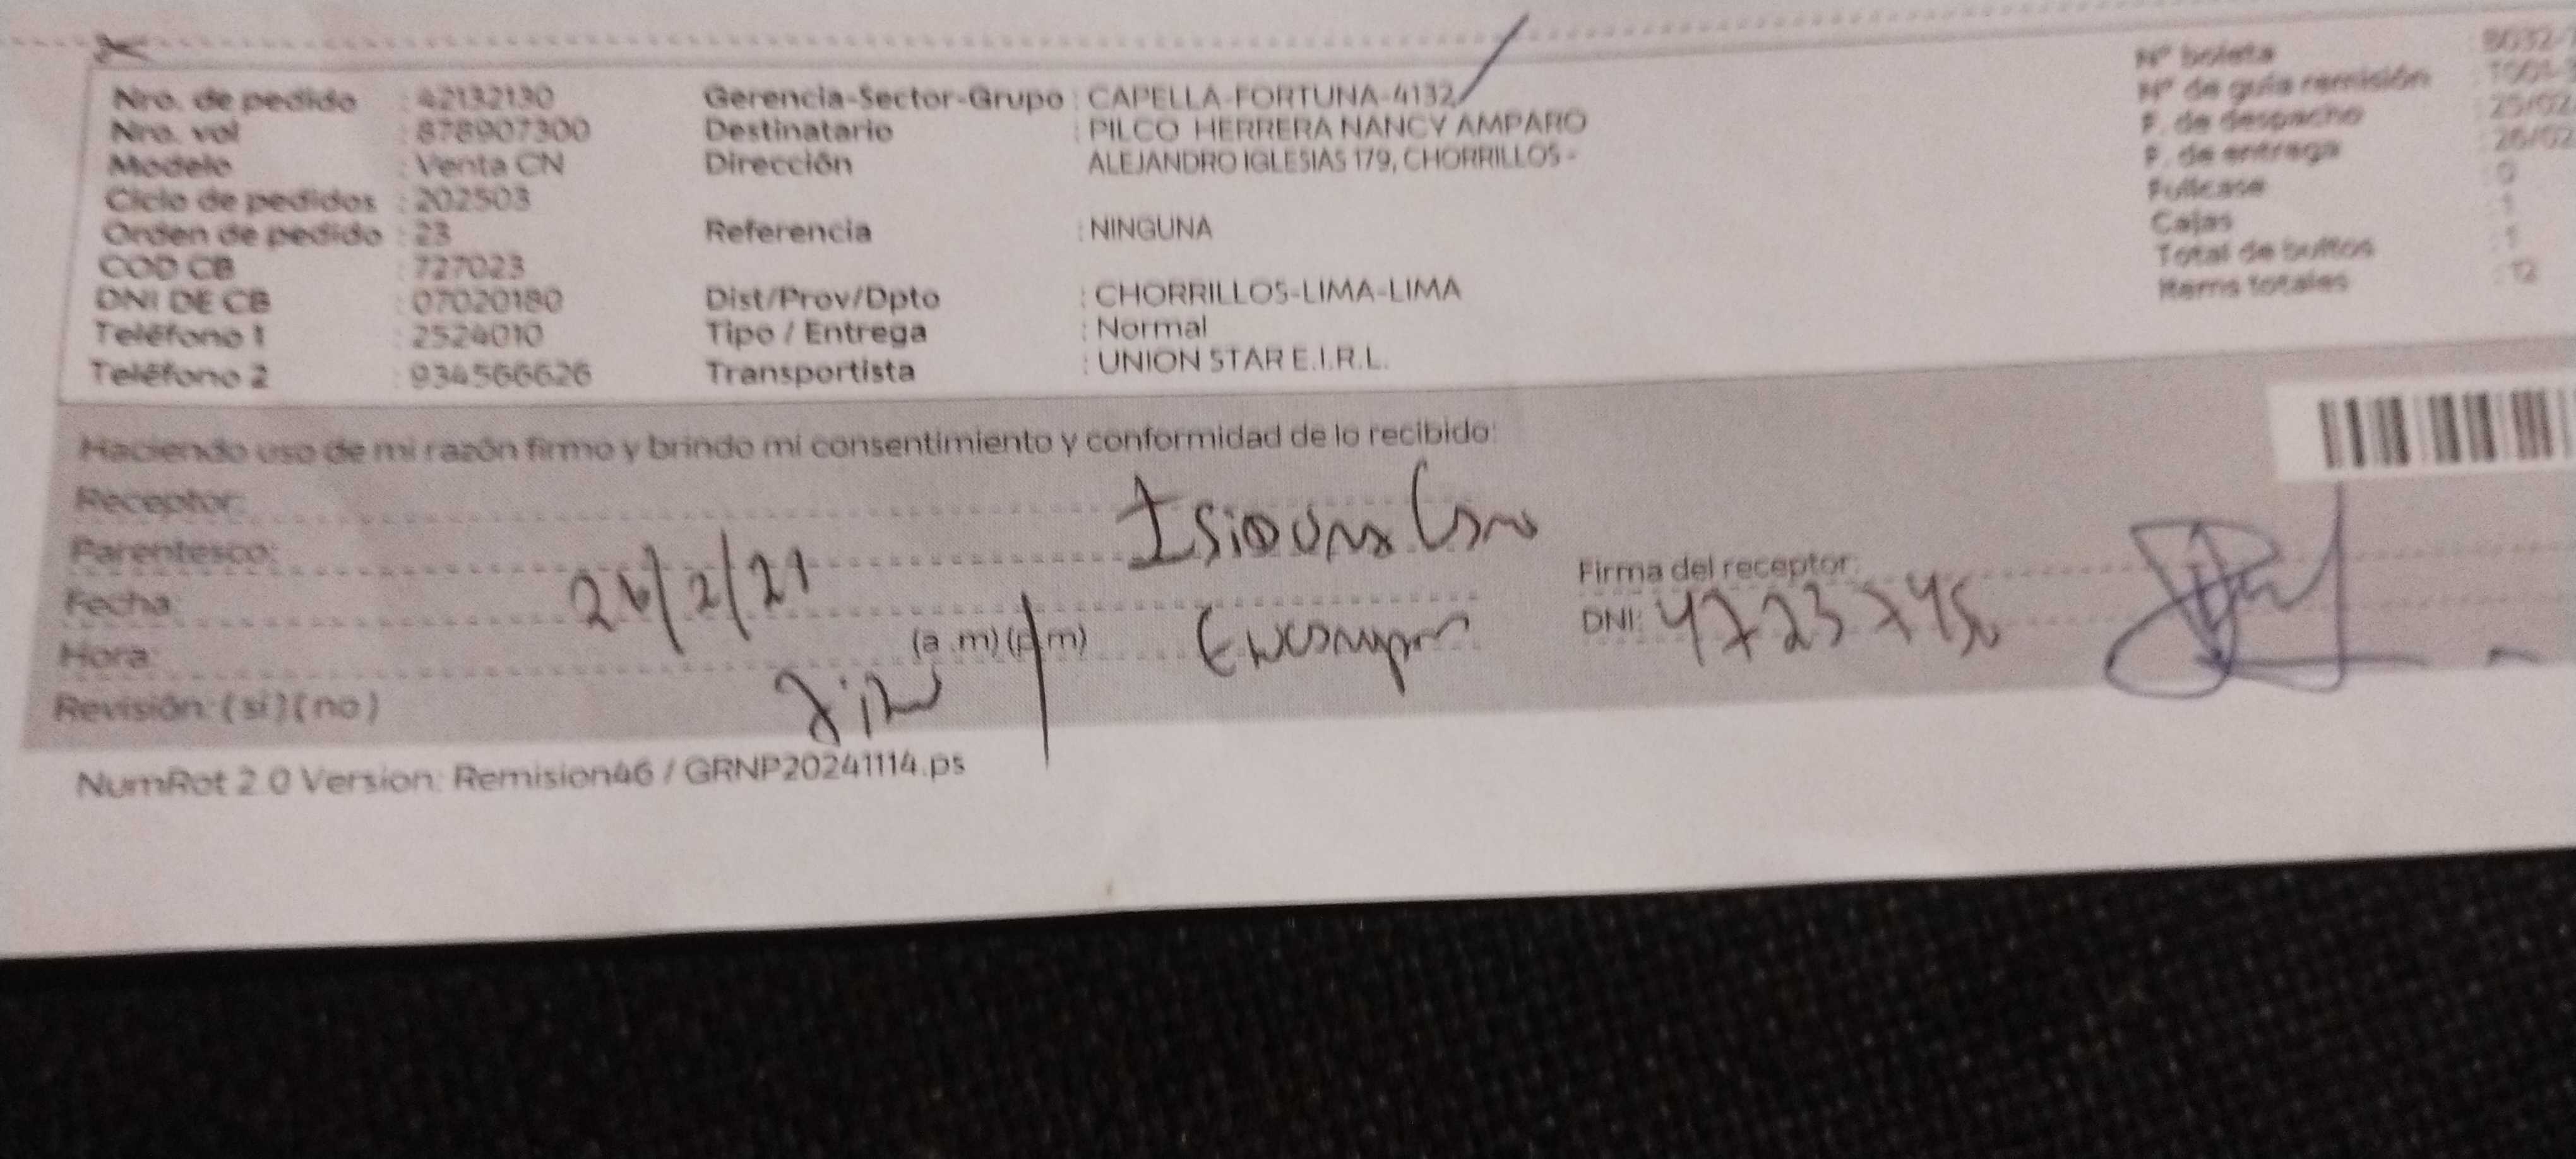 Nro. de pedido : 42132130 Gerencia-Sector-Grupo : CAPELLA-FORTUNA-4132 Nº boleta
Nro. vol : 878907300 Destinatario : PILCO HERRERA NANCY AMPARO Nº de guía remisión
Modelo : Venta CN Dirección ALEJANDRO IGLESIAS 179, CHORRILLOS - F. de despacho : 25/02
Ciclo de pedidos : 202503 F. de entrega : 26/02
Orden de pedido : 23 Referencia : NINGUNA Fullcase : 0
COD CB : 727023 Cajas : 1
DNI DE CB : 07020180 Dist/Prov/Dpto : CHORRILLOS-LIMA-LIMA Total de bultos : 1
Teléfono 1 : 2524010 Tipo / Entrega : Normal Items totales : 12
Teléfono 2 : 934566626 Transportista : UNION STAR E.I.R.L.
Haciendo uso de mi razón firmo y brindo mi consentimiento y conformidad de lo recibido:
Receptor:
Parentesco: Firma del receptor:
Fecha: DNI:
Hora: (a.m) (p.m)
Revisión: (si) (no)
NumRot 2.0 Version: Remision46 / GRNP20241114.ps